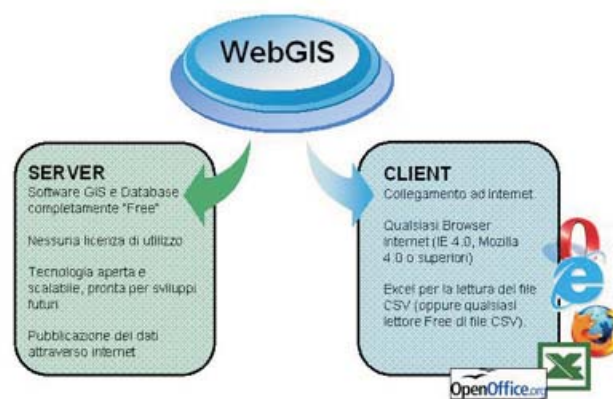 WebGIS
SERVER
Software GIS e Database
completamente "Free"
Nessuna licenza di utilizzo
Tecnologia aperta e
scalabile, pronta per sviluppi
futuri
Pubblicazione dei dati
attraverso internet
CLIENT
Collegamento ad internet
Qualsiasi Browser
internet (IE 4.0, Mozilla
4.0 o superiori)
Excel per la lettura dei file
CSV (oppure qualsiasi
lettore Free di file CSV).
OpenOffice.org